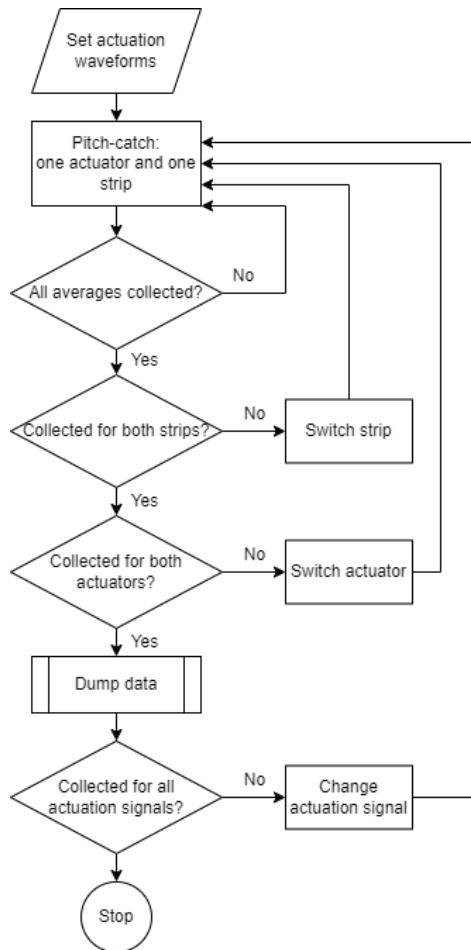 Set actuation
waveforms
Pitch-catch:
one actuator and one
strip
No
All averages collected?
Yes
No
Collected for both strips?
Switch strip
Yes
No
Collected for both
actuators?
Switch actuator
Yes
Dump data
No
Collected for all
actuation signals?
Change
actuation signal
Stop